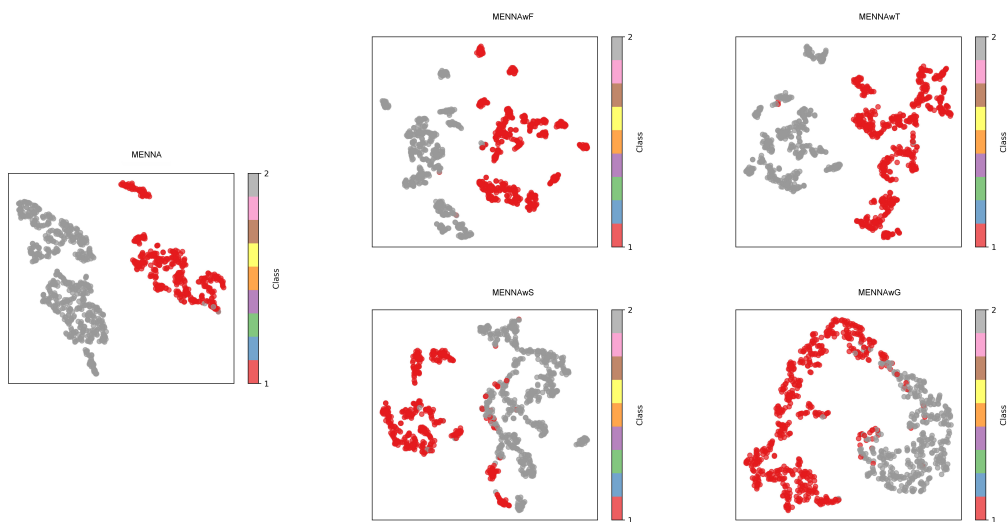 MENNA
2
Class
1
MENNAwF
2
Class
1
MENNAwT
2
Class
1
MENNAwS
2
Class
1
MENNAwG
2
Class
1